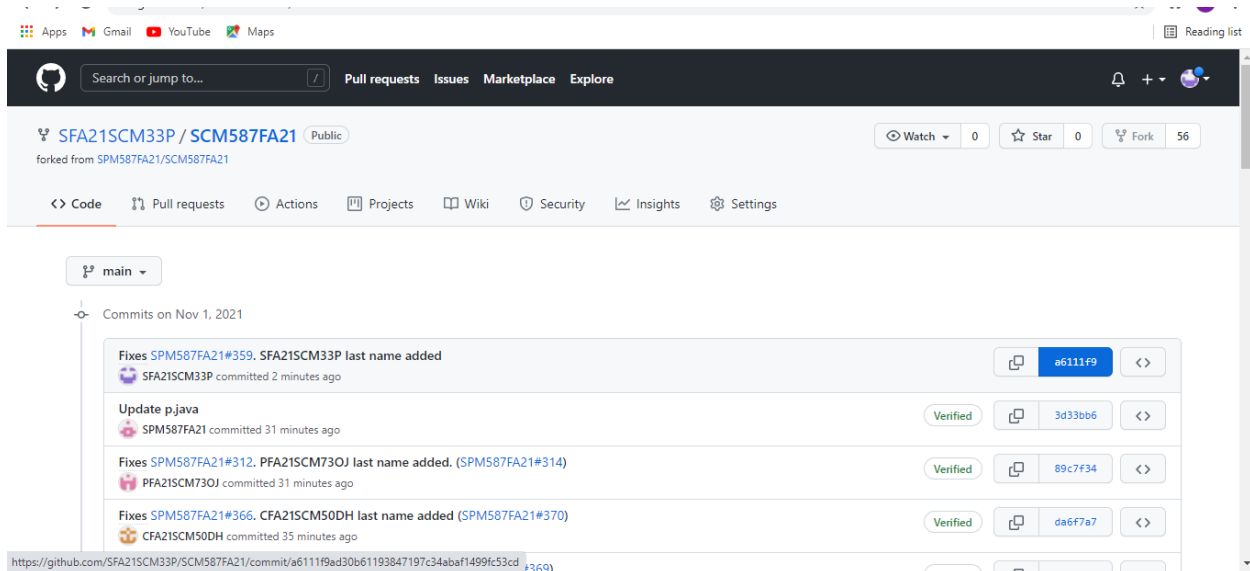 Apps Gmail YouTube Maps Reading list
Search or jump to... / Pull requests Issues Marketplace Explore
SFA21SCM33P / SCM587FA21 Public Watch 0 Star 0 Fork 56
forked from SPM587FA21/SCM587FA21
<> Code Pull requests Actions Projects Wiki Security Insights Settings
main
Commits on Nov 1, 2021
Fixes SPM587FA21#359. SFA21SCM33P last name added
SFA21SCM33P committed 2 minutes ago
a6111f9 <>
Update p.java
SPM587FA21 committed 31 minutes ago
Verified 3d33bb6 <>
Fixes SPM587FA21#312. PFA21SCM73OJ last name added. (SPM587FA21#314)
PFA21SCM73OJ committed 31 minutes ago
Verified 89c7f34 <>
Fixes SPM587FA21#366. CFA21SCM50DH last name added (SPM587FA21#370)
CFA21SCM50DH committed 35 minutes ago
Verified da6f7a7 <>
https://github.com/SFA21SCM33P/SCM587FA21/commit/a6111f9ad30b61193847197c34abaf1499fc53cd #369)